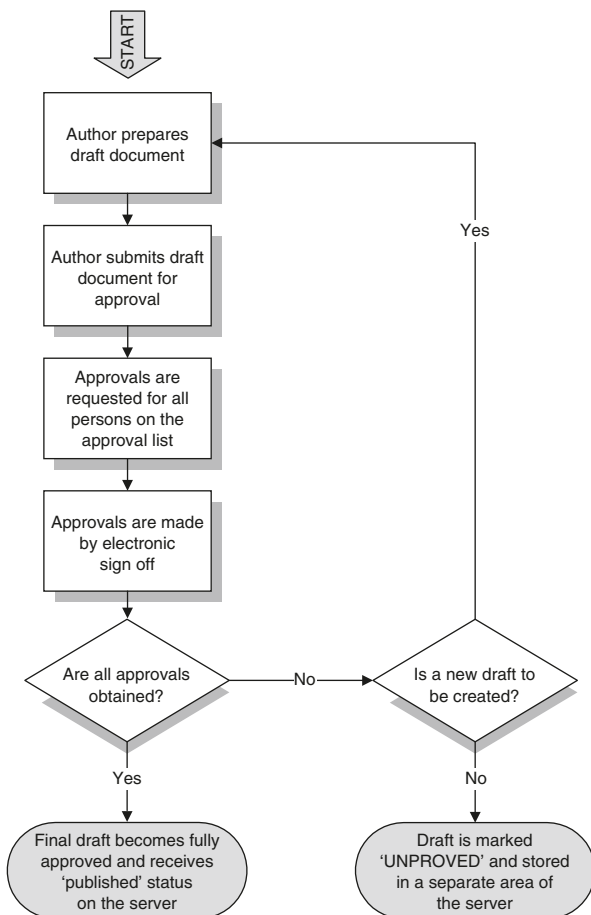 START
Author prepares
draft document
Author submits draft
document for
approval
Approvals are
requested for all
persons on the
approval list
Approvals are made
by electronic
sign off
Are all approvals
obtained?
No
Is a new draft to
be created?
Yes
Yes
No
Final draft becomes fully
approved and receives
‘published’ status
on the server
Draft is marked
‘UNPROVED’ and stored
in a separate area of
the server